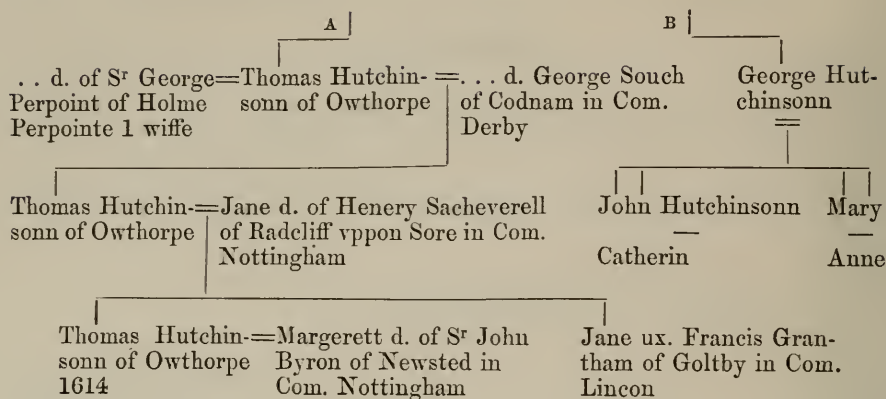 A
B
. . d. of Sr George=Thomas Hutchin- = . . . d. George Souch
Perpoint of Holme sonn of Owthorpe of Codnam in Com.
Perpointe 1 wiffe Derby
George Hut-
chinsonn
=
Thomas Hutchin-=Jane d. of Henery Sacheverell
sonn of Owthorpe of Radcliff vppon Sore in Com.
Nottingham
John Hutchinsonn Mary
— —
Catherin Anne
Thomas Hutchin-=Margerett d. of Sr John
sonn of Owthorpe Byron of Newsted in
1614 Com. Nottingham
Jane ux. Francis Gran-
tham of Goltby in Com.
Lincon